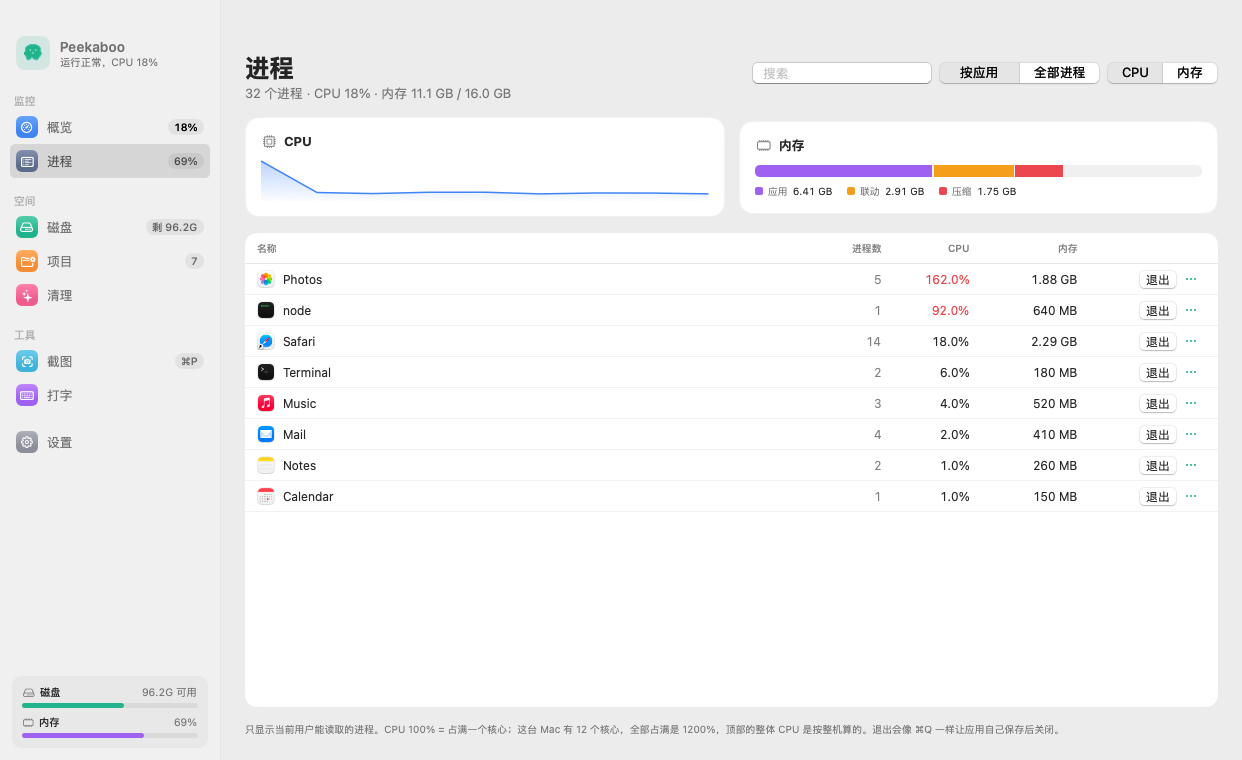 Peekaboo
运行正常，CPU 18%
监控
概览 18%
进程 69%
空间
磁盘 剩 96.2G
项目 7
清理
工具
截图 ⌘P
打字
设置
磁盘 96.2G 可用
内存 69%
进程
32 个进程 · CPU 18% · 内存 11.1 GB / 16.0 GB
搜索 按应用 全部进程 CPU 内存
CPU
内存
应用 6.41 GB 联动 2.91 GB 压缩 1.75 GB
名称 进程数 CPU 内存
Photos 5 162.0% 1.88 GB 退出 ···
node 1 92.0% 640 MB 退出 ···
Safari 14 18.0% 2.29 GB 退出 ···
Terminal 2 6.0% 180 MB 退出 ···
Music 3 4.0% 520 MB 退出 ···
Mail 4 2.0% 410 MB 退出 ···
Notes 2 1.0% 260 MB 退出 ···
Calendar 1 1.0% 150 MB 退出 ···
只显示当前用户能读取的进程。CPU 100% = 占满一个核心；这台 Mac 有 12 个核心，全部占满是 1200%，顶部的整体 CPU 是按整机算的。退出会像 ⌘Q 一样让应用自己保存后关闭。